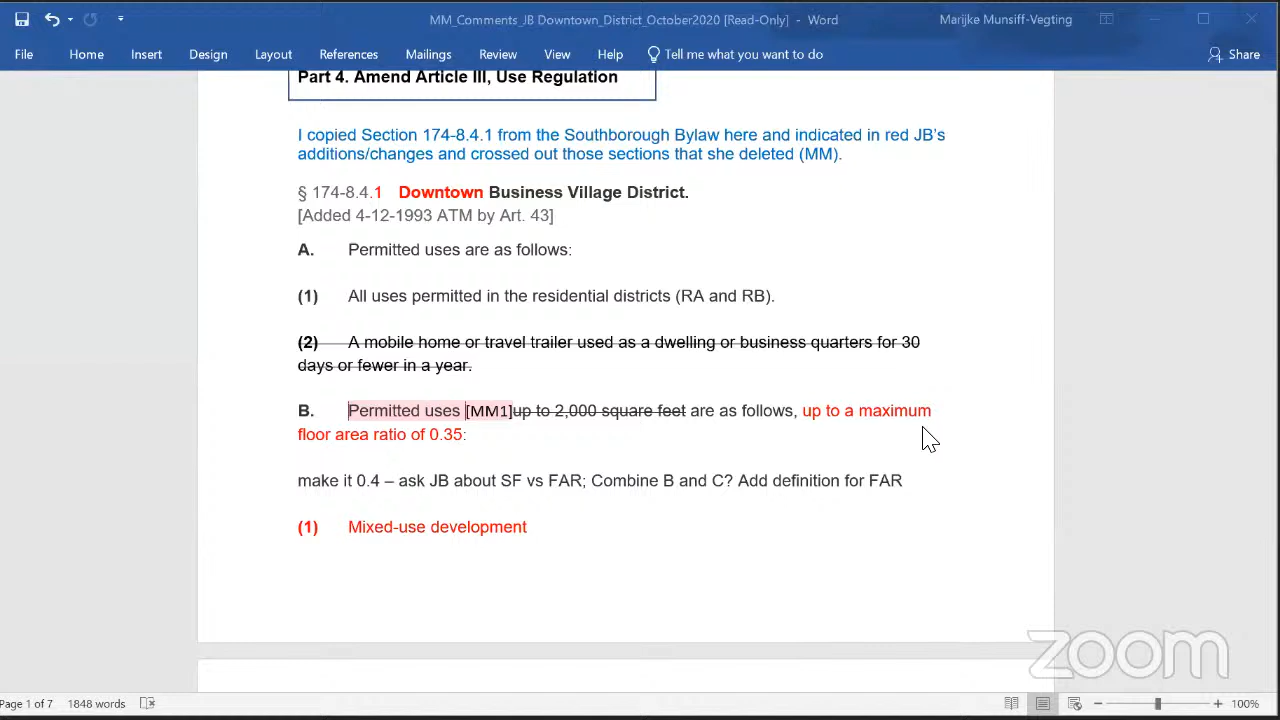 MM_Comments_JB Downtown_District_October2020 [Read-Only] - Word
Marijke Munsiff-Vegting
File Home Insert Design Layout References Mailings Review View Help Tell me what you want to do Share
Part 4. Amend Article III, Use Regulation
I copied Section 174-8.4.1 from the Southborough Bylaw here and indicated in red JB's
additions/changes and crossed out those sections that she deleted (MM).
§ 174-8.4.1 Downtown Business Village District.
[Added 4-12-1993 ATM by Art. 43]
A. Permitted uses are as follows:
(1) All uses permitted in the residential districts (RA and RB).
(2) A mobile home or travel trailer used as a dwelling or business quarters for 30
days or fewer in a year.
B. Permitted uses [MM1]up to 2,000 square feet are as follows, up to a maximum
floor area ratio of 0.35:
make it 0.4 – ask JB about SF vs FAR; Combine B and C? Add definition for FAR
(1) Mixed-use development
zoom
Page 1 of 7 1848 words
100%